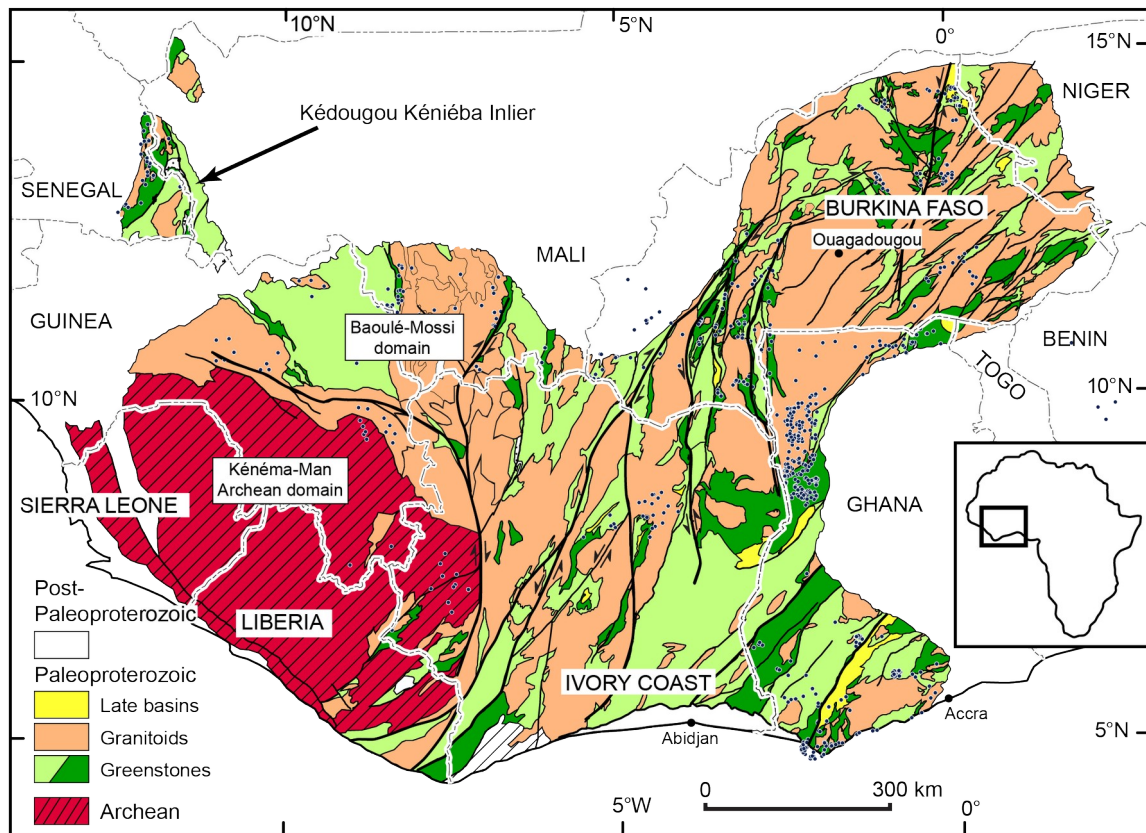 10°N
5°N
0°
15°N
NIGER
Kédougou Kéniéba Inlier
SENEGAL
BURKINA FASO
Ouagadougou
MALI
GUINEA
Baoulé-Mossi
domain
BENIN
TOGO
10°N
10°N
Kénéma-Man
Archean domain
SIERRA LEONE
GHANA
LIBERIA
IVORY COAST
Abidjan
Accra
5°N
Post-
Paleoproterozoic
Paleoproterozoic
Late basins
Granitoids
Greenstones
Archean
5°W
0
300 km
0°